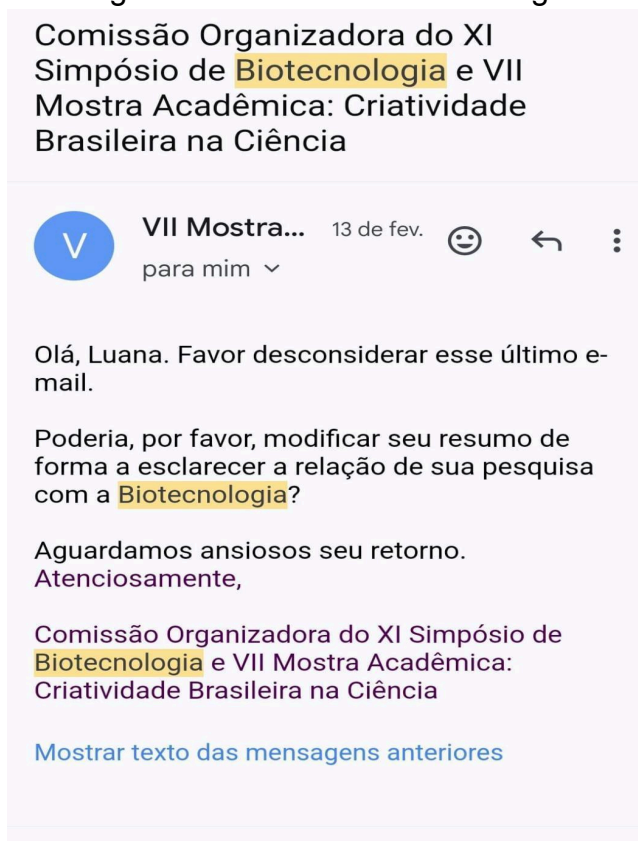 Comissão Organizadora do XI
Simpósio de Biotecnologia e VII
Mostra Acadêmica: Criatividade
Brasileira na Ciência
V
VII Mostra... 13 de fev.
para mim
Olá, Luana. Favor desconsiderar esse último e-
mail.
Poderia, por favor, modificar seu resumo de
forma a esclarecer a relação de sua pesquisa
com a Biotecnologia?
Aguardamos ansiosos seu retorno.
Atenciosamente,
Comissão Organizadora do XI Simpósio de
Biotecnologia e VII Mostra Acadêmica:
Criatividade Brasileira na Ciência
Mostrar texto das mensagens anteriores